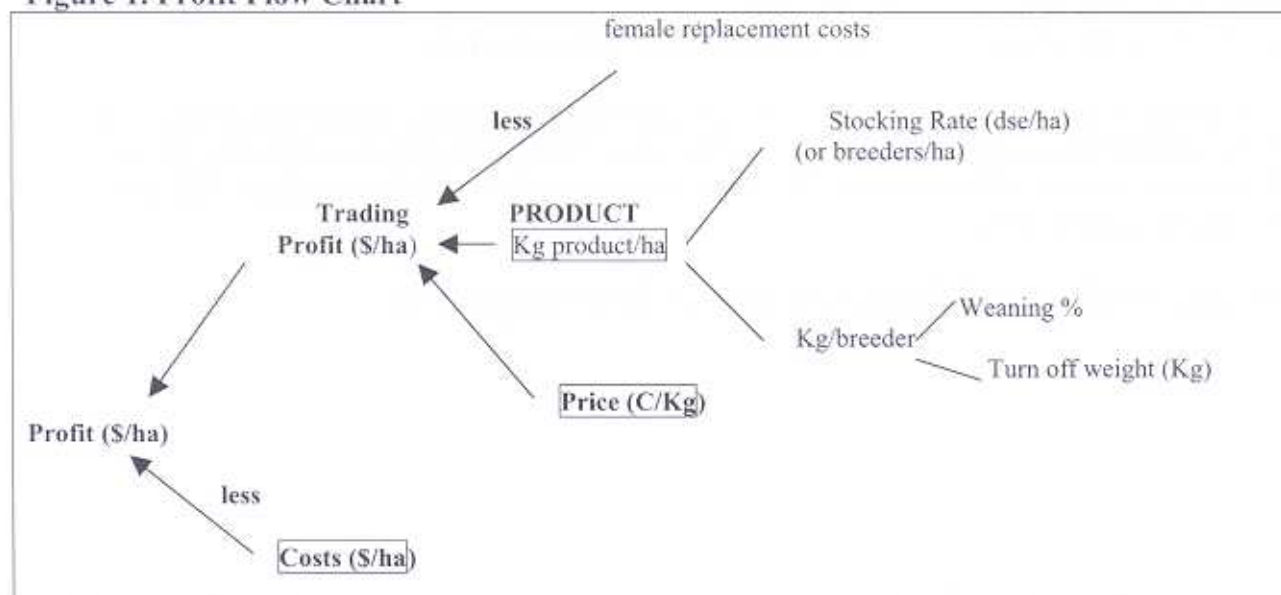 Figure 1. Profit Flow Chart
female replacement costs
less
Stocking Rate (dse/ha)
(or breeders/ha)
Trading
Profit ($/ha)
PRODUCT
Kg product/ha
Weaning %
Kg/breeder
Turn off weight (Kg)
Price (C/Kg)
Profit ($/ha)
less
Costs ($/ha)